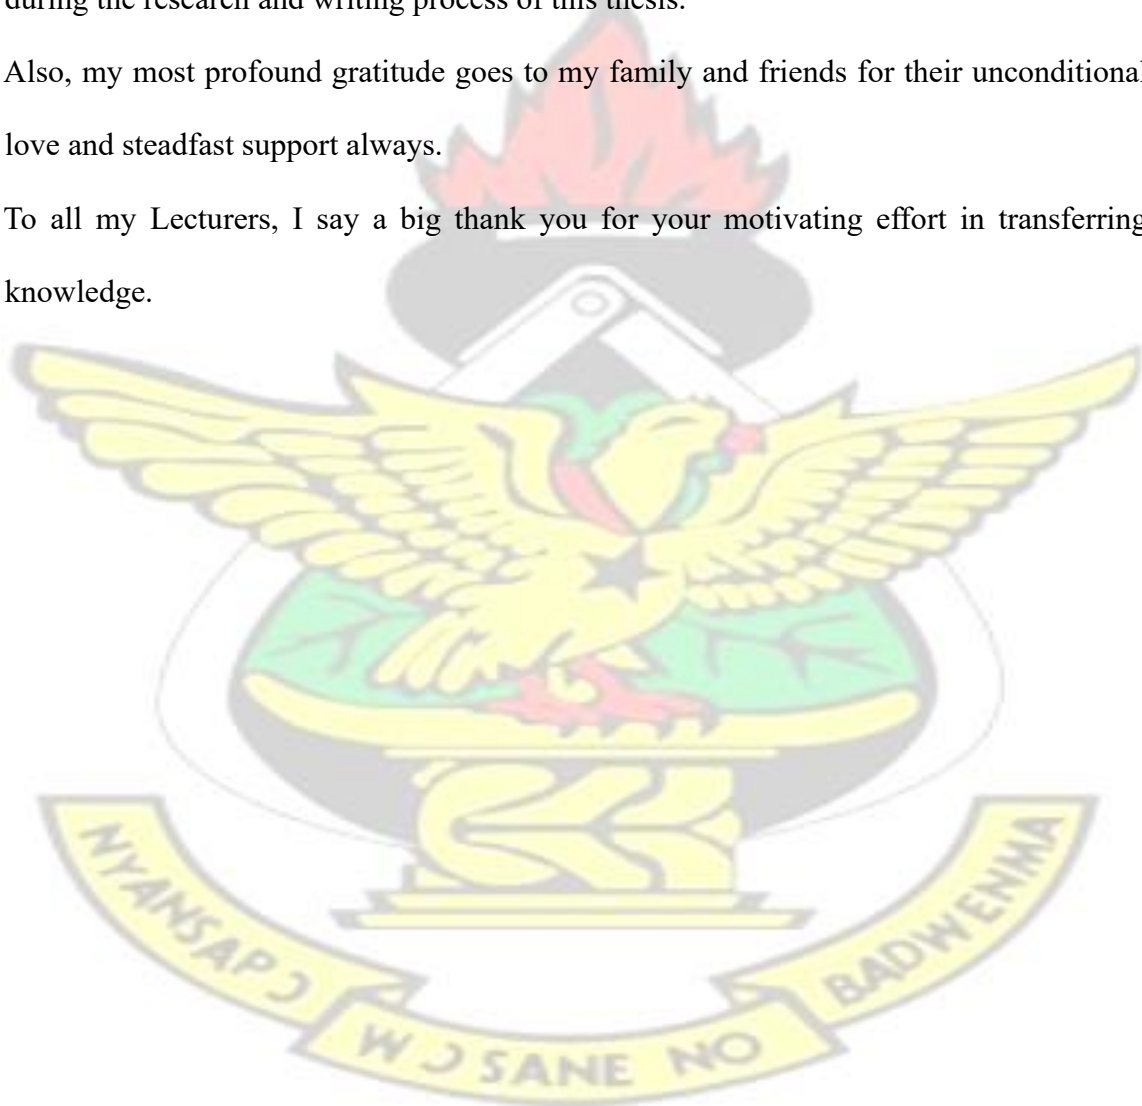 during the research and writing process of this thesis.
Also, my most profound gratitude goes to my family and friends for their unconditional
love and steadfast support always.
To all my Lecturers, I say a big thank you for your motivating effort in transferring
knowledge.
NYANSAPƆ
WƆSANE NO
BADWENMA